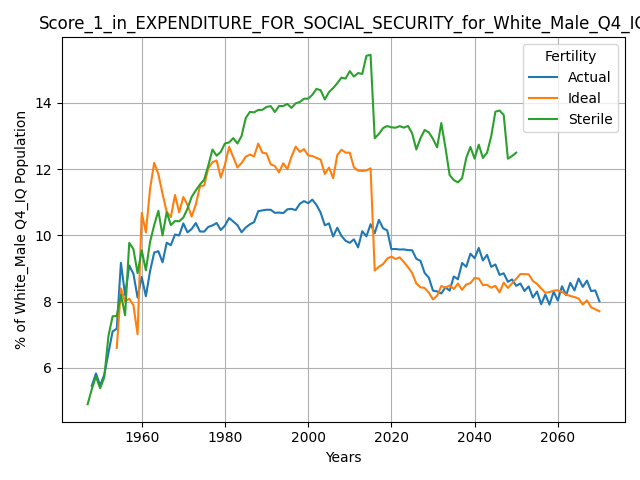 Score_1_in_EXPENDITURE_FOR_SOCIAL_SECURITY_for_White_Male_Q4_IQ
Fertility
Actual
Ideal
Sterile
% of White_Male Q4_IQ Population
14
12
10
8
6
1960 1980 2000 2020 2040 2060
Years